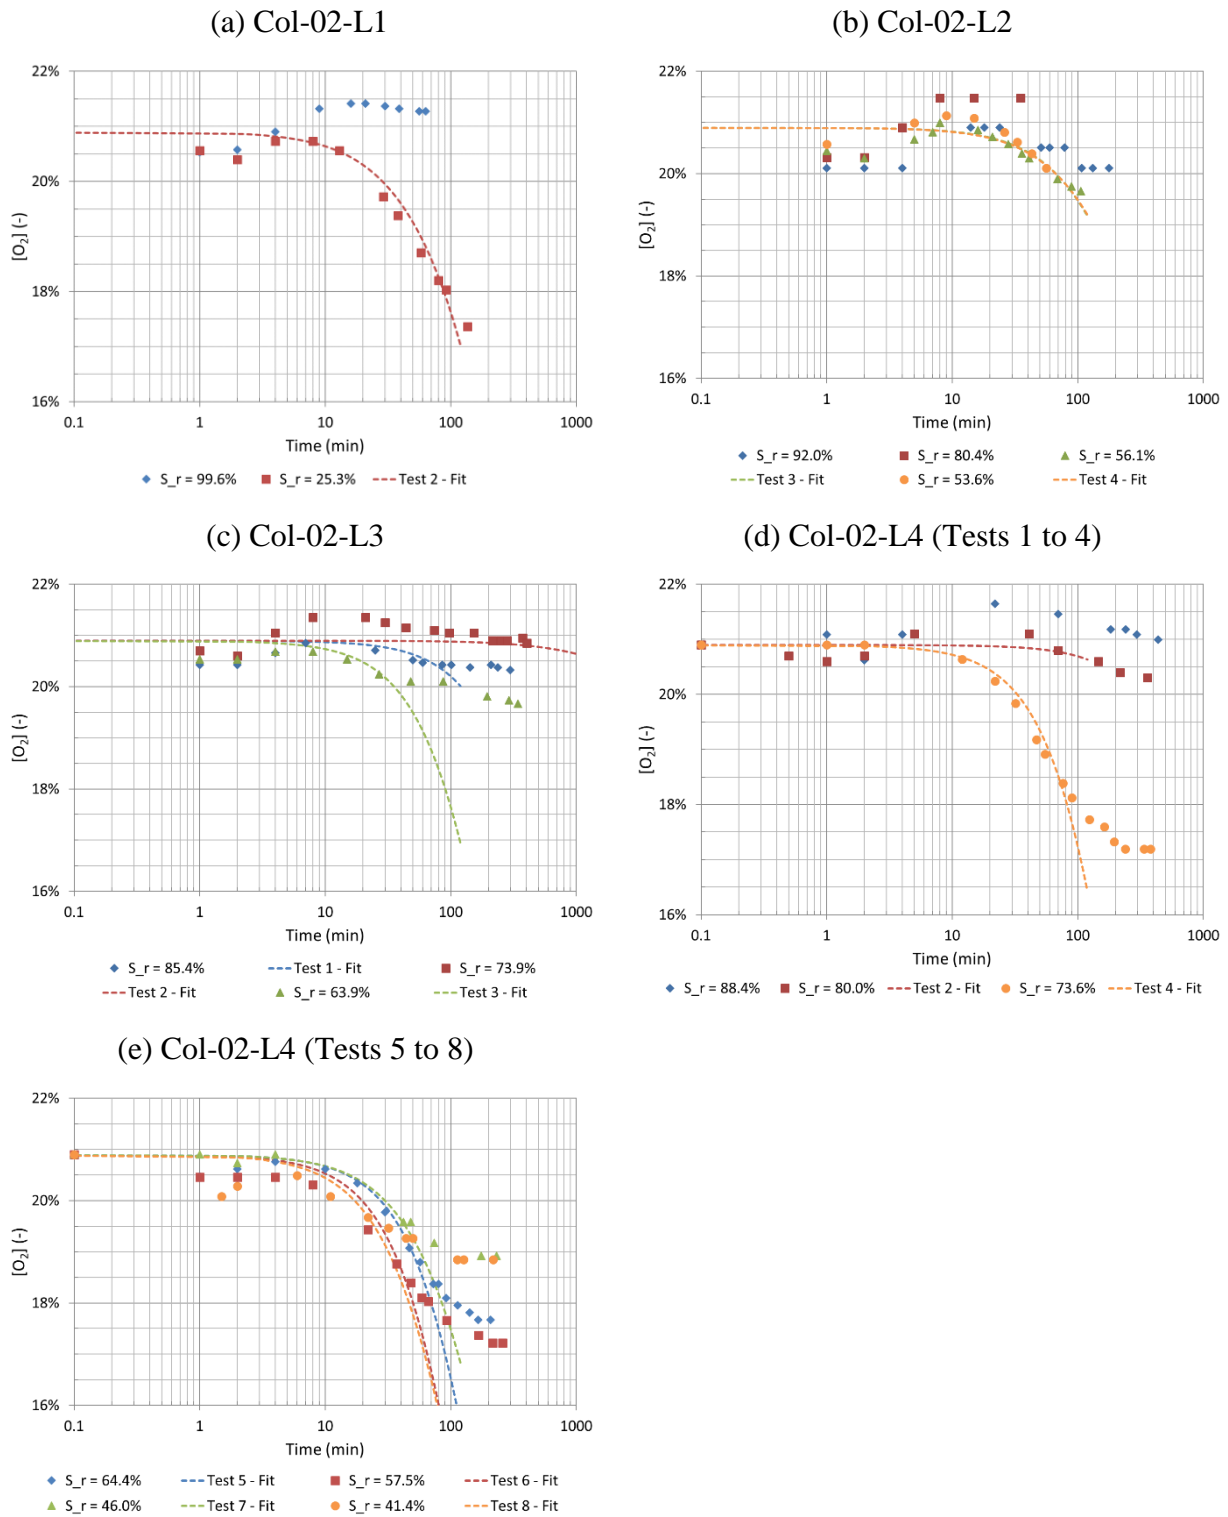 (a) Col-02-L1
(b) Col-02-L2
22%
20%
18%
16%
[O₂] (-)
0.1 1 10 100 1000
Time (min)
S_r = 99.6% S_r = 25.3% Test 2 - Fit
22%
20%
18%
16%
[O₂] (-)
0.1 1 10 100 1000
Time (min)
S_r = 92.0% S_r = 80.4% S_r = 56.1%
Test 3 - Fit S_r = 53.6% Test 4 - Fit
(c) Col-02-L3
(d) Col-02-L4 (Tests 1 to 4)
22%
20%
18%
16%
[O₂] (-)
0.1 1 10 100 1000
Time (min)
S_r = 85.4% Test 1 - Fit S_r = 73.9%
Test 2 - Fit S_r = 63.9% Test 3 - Fit
22%
20%
18%
16%
[O₂] (-)
0.1 1 10 100 1000
Time (min)
S_r = 88.4% S_r = 80.0% Test 2 - Fit S_r = 73.6% Test 4 - Fit
(e) Col-02-L4 (Tests 5 to 8)
22%
20%
18%
16%
[O₂] (-)
0.1 1 10 100 1000
Time (min)
S_r = 64.4% Test 5 - Fit S_r = 57.5% Test 6 - Fit
S_r = 46.0% Test 7 - Fit S_r = 41.4% Test 8 - Fit